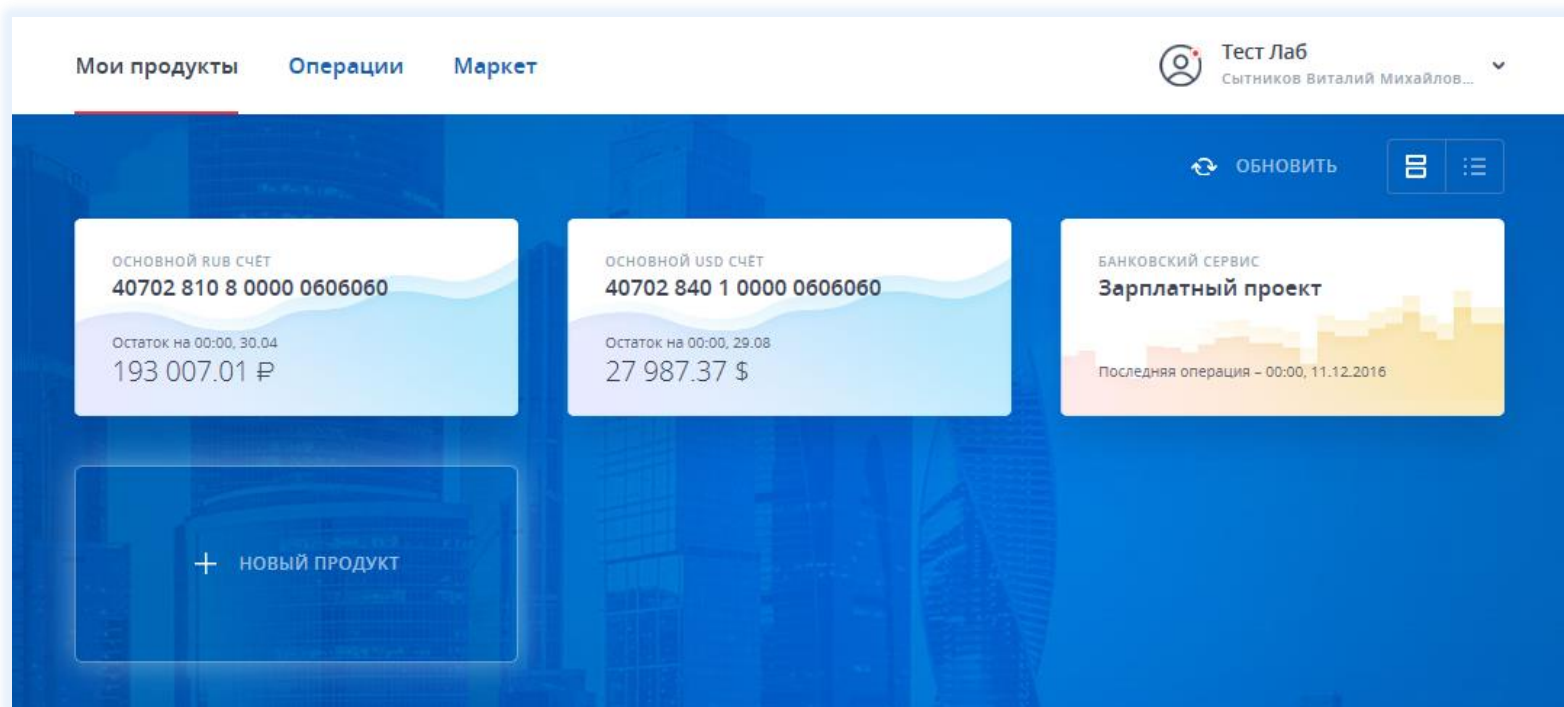 Мои продукты Операции Маркет
Тест Лаб
Сытников Виталий Михайлов...
ОБНОВИТЬ
ОСНОВНОЙ RUB СЧЁТ
40702 810 8 0000 0606060
Остаток на 00:00, 30.04
193 007.01 ₽
ОСНОВНОЙ USD СЧЁТ
40702 840 1 0000 0606060
Остаток на 00:00, 29.08
27 987.37 $
БАНКОВСКИЙ СЕРВИС
Зарплатный проект
Последняя операция – 00:00, 11.12.2016
+ НОВЫЙ ПРОДУКТ